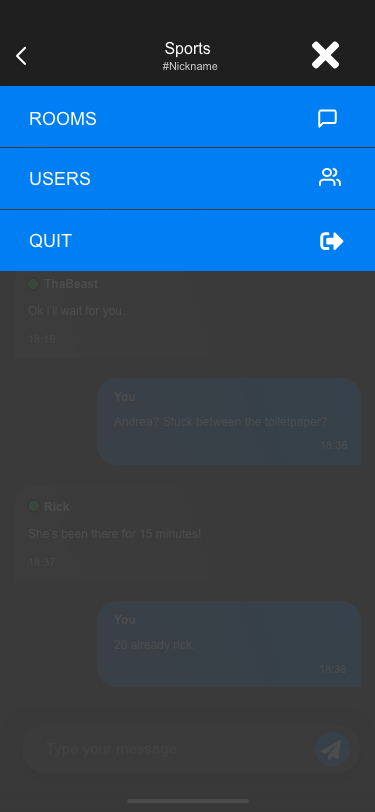 Sports
#Nickname
ROOMS
USERS
QUIT
ThaBeast
Ok i'll wait for you.
18:16
You
Andrea? Stuck between the toiletpaper?
18:36
Rick
She's been there for 15 minutes!
18:37
You
20 already rick.
18:39
Type your message